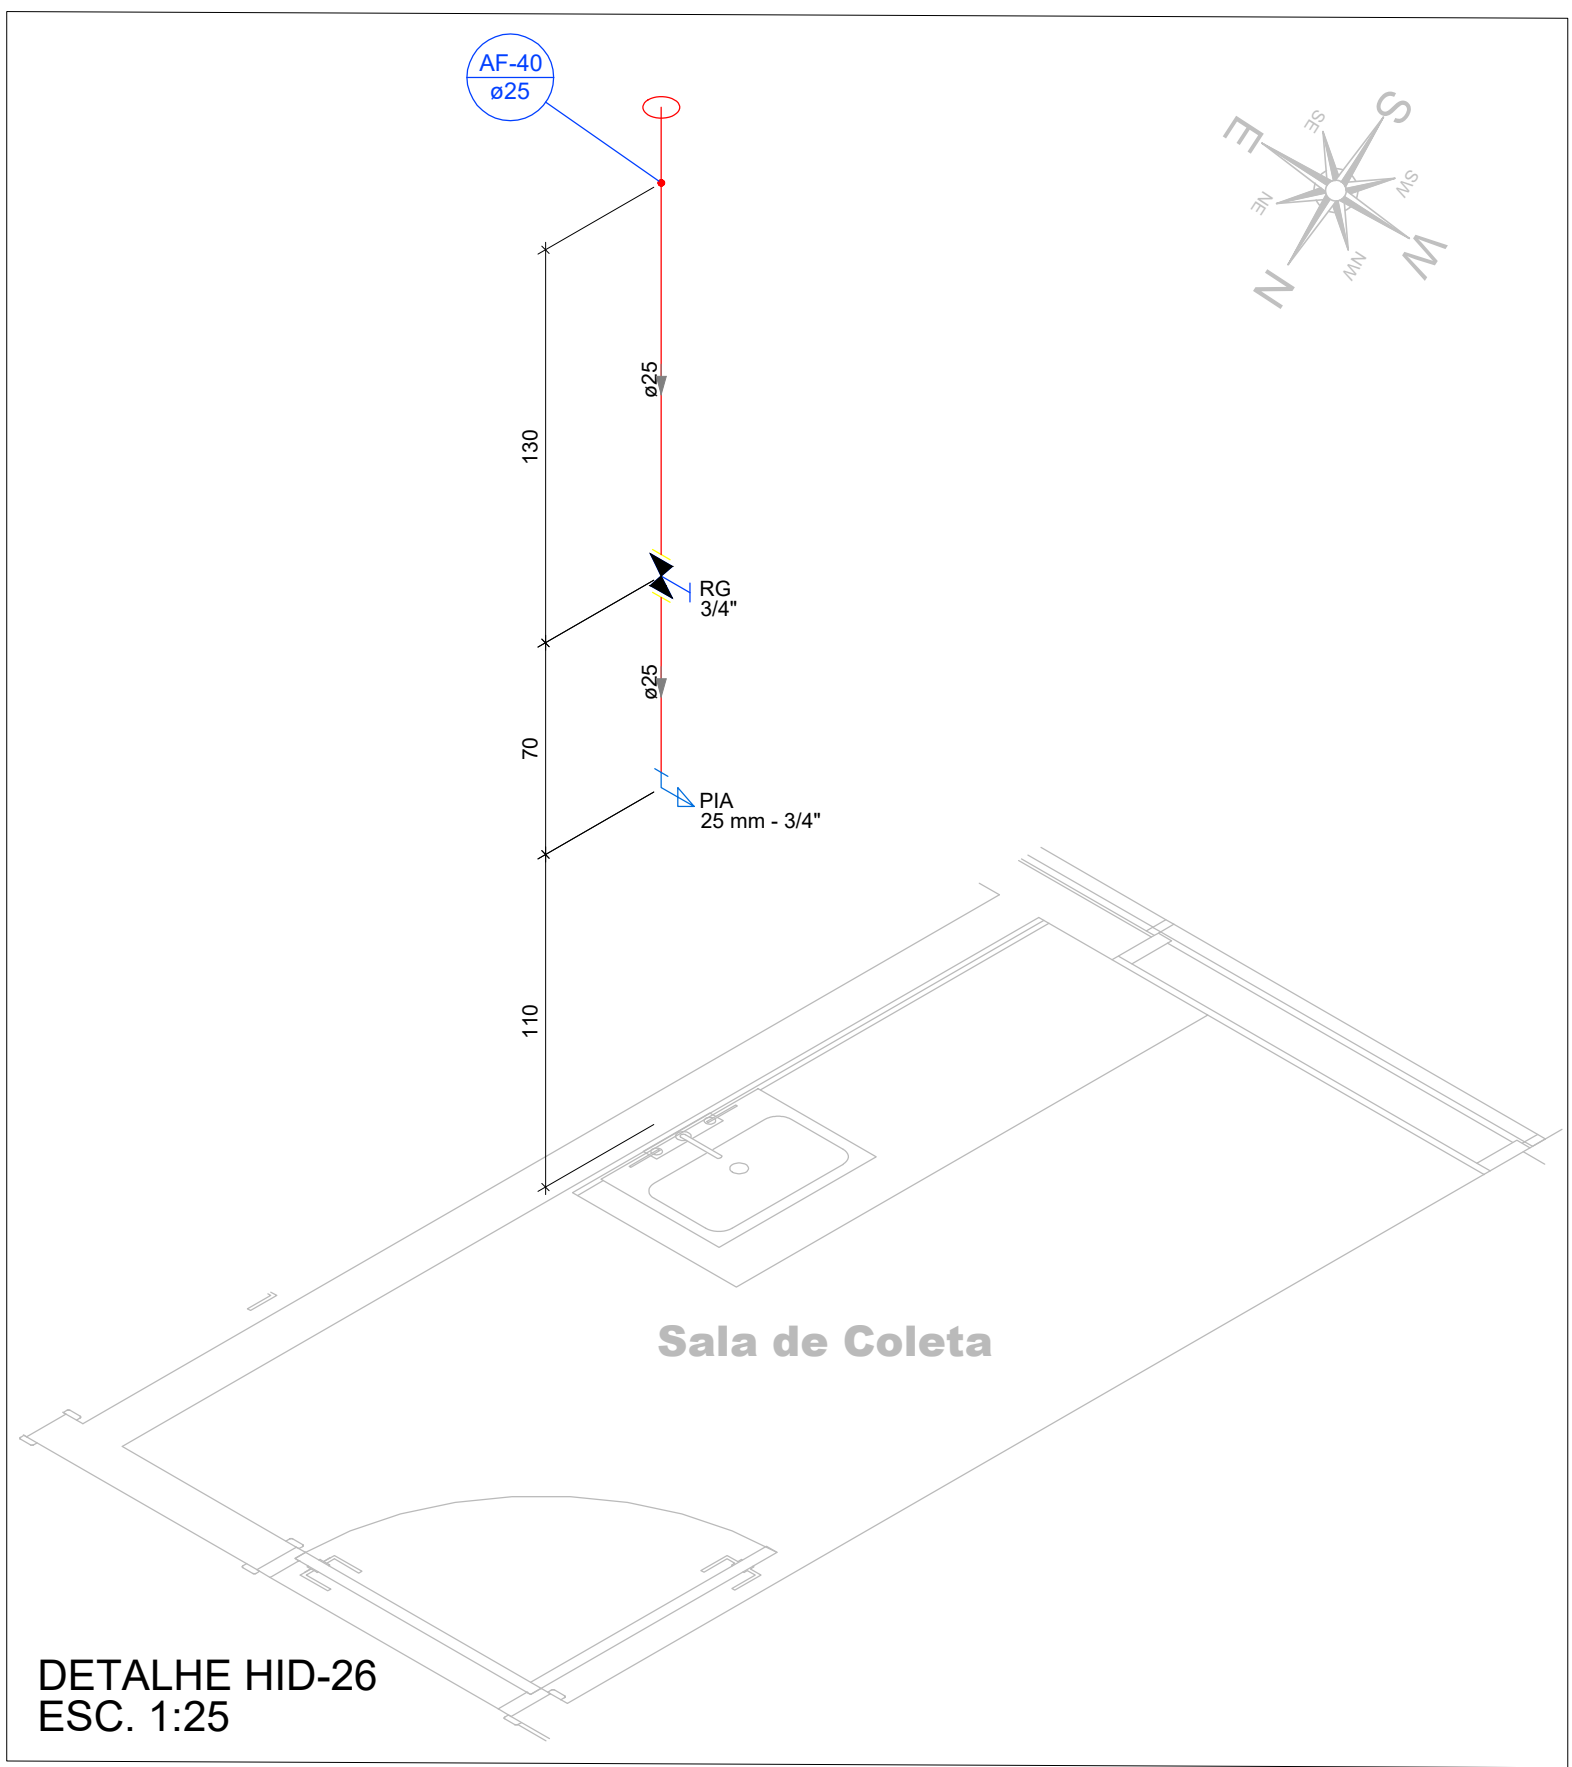 AF-40
ø25
S
SE
E
SW
NE
W
NW
N
ø25
130
RG
3/4"
ø25
70
PIA
25 mm - 3/4"
110
Sala de Coleta
DETALHE HID-26
ESC. 1:25